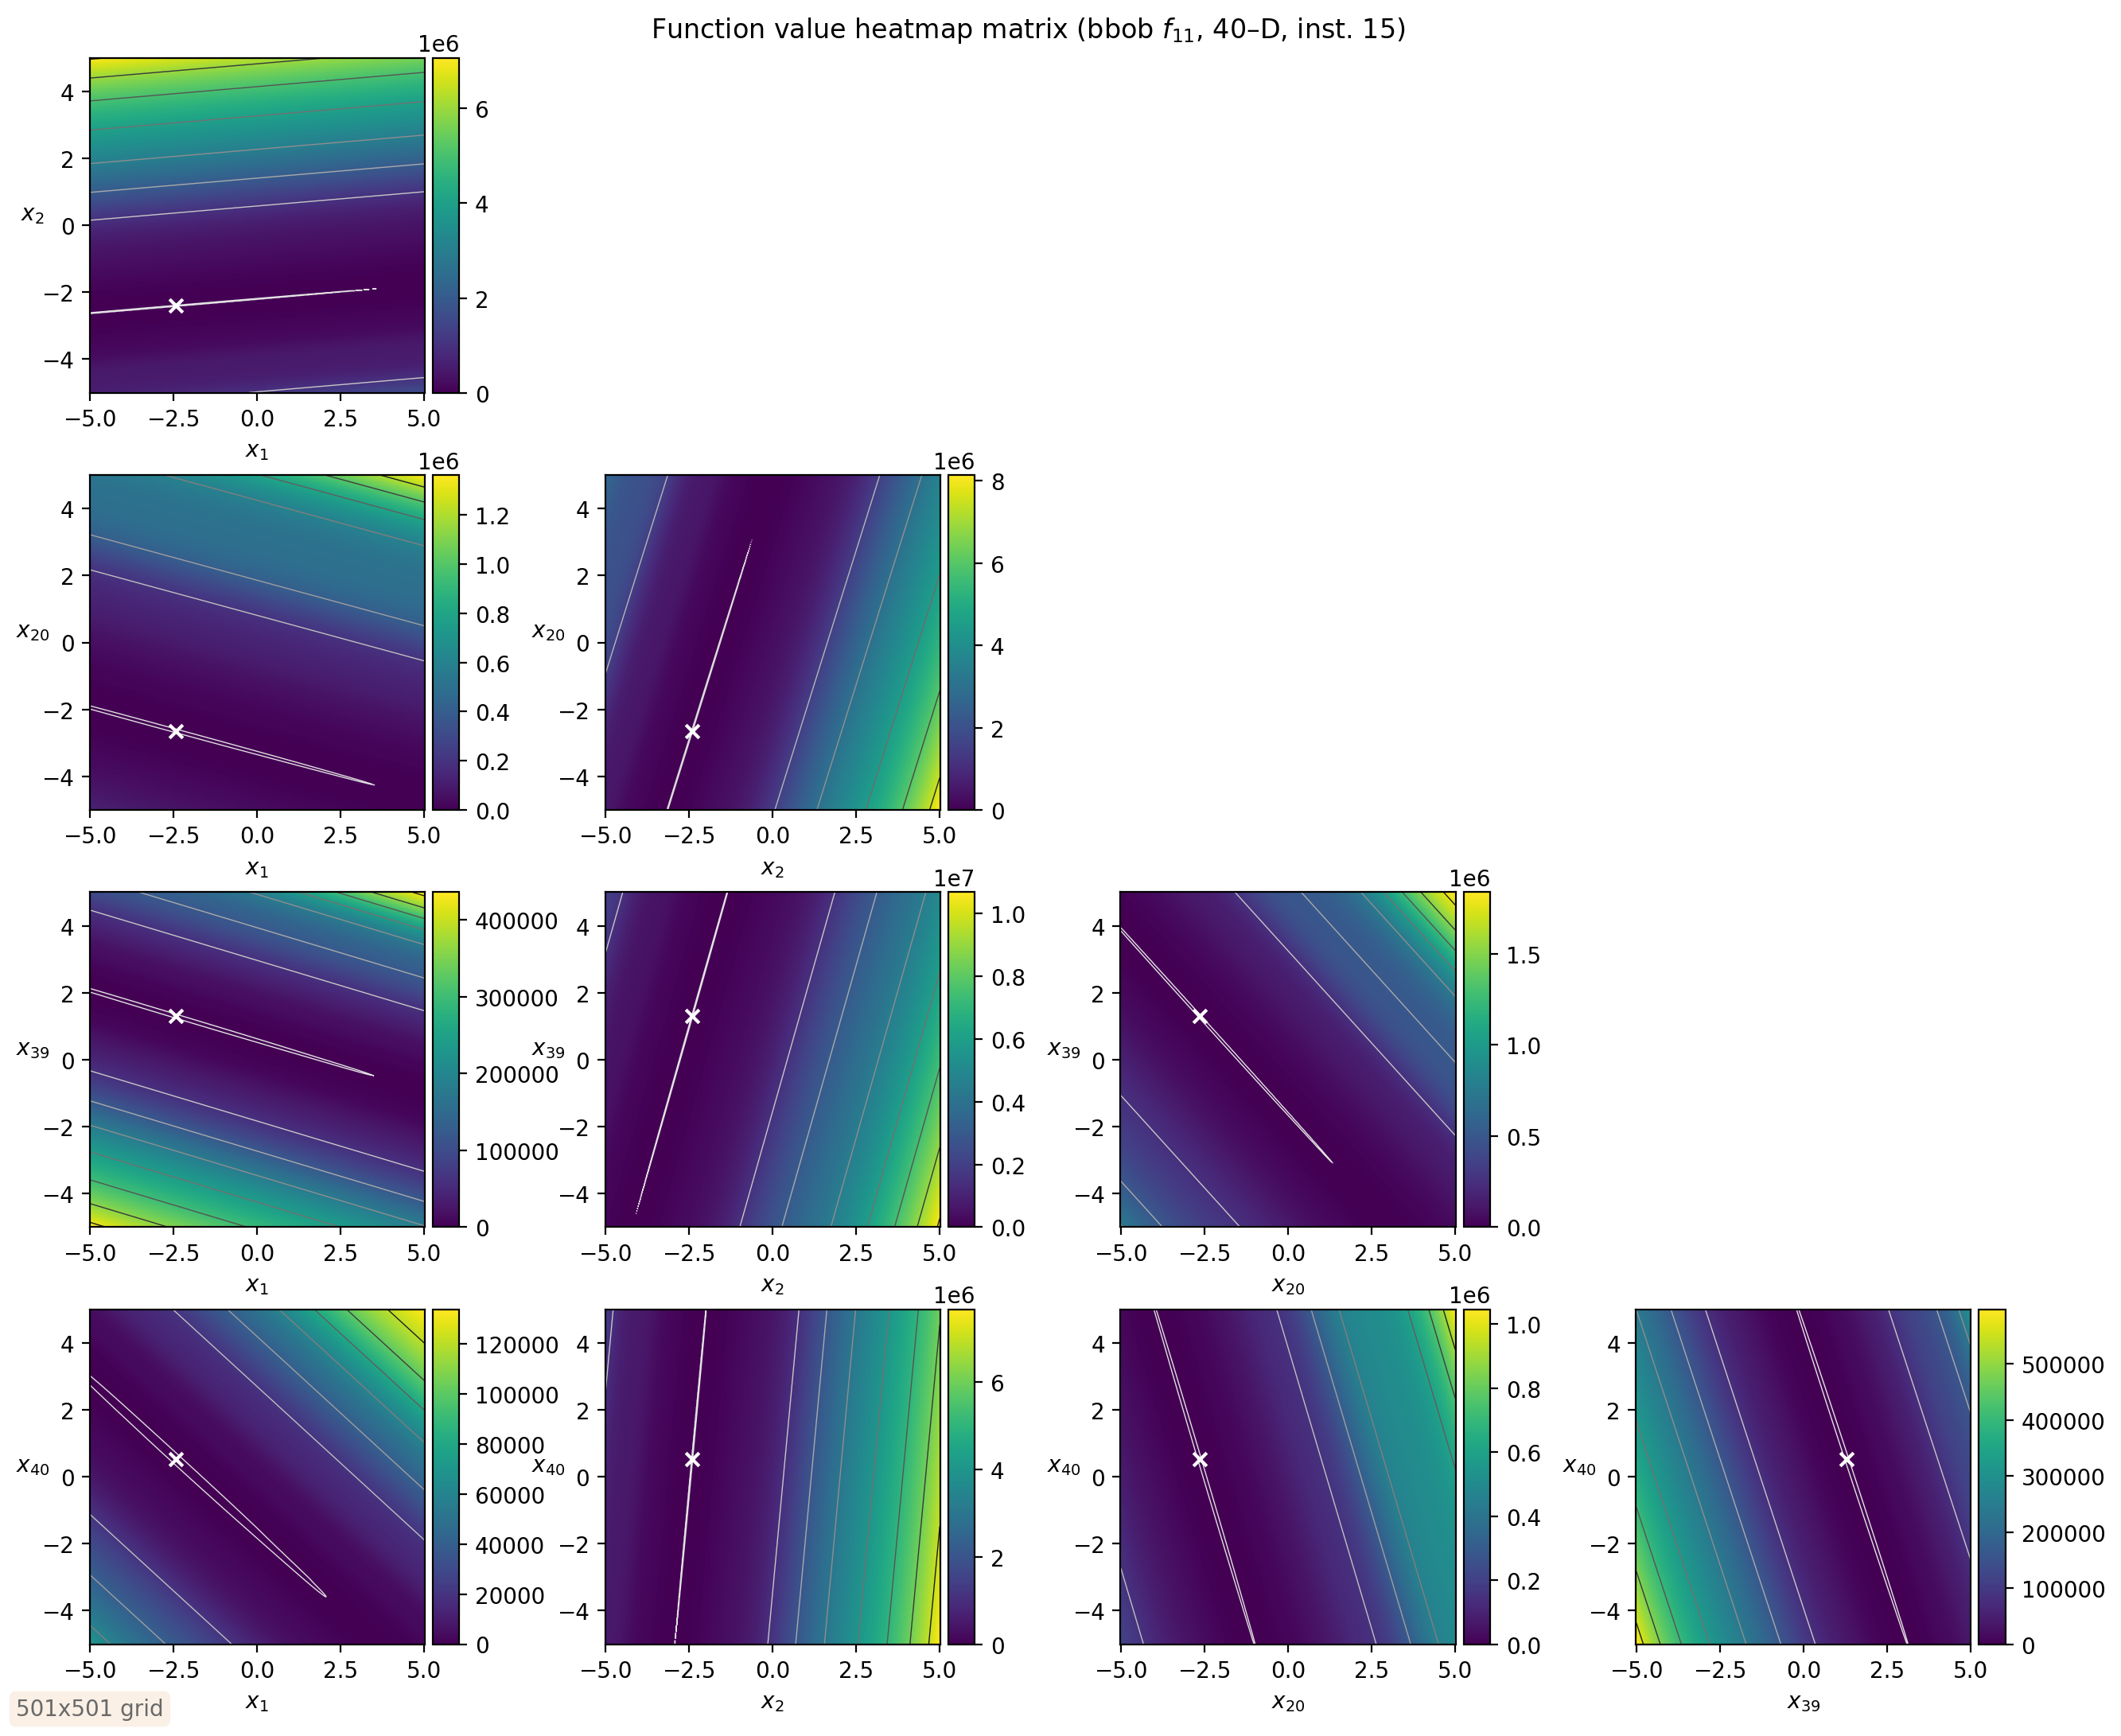 Function value heatmap matrix (bbob f11, 40–D, inst. 15)
1e6
4
2
0
−2
−4
x2
6
4
2
0
−5.0 −2.5 0.0 2.5 5.0
x1
1e6 1e6
4
2
0
−2
−4
x20
1.2
1.0
0.8
0.6
0.4
0.2
0.0
−5.0 −2.5 0.0 2.5 5.0
x1
4
2
0
−2
−4
x20
8
6
4
2
0
−5.0 −2.5 0.0 2.5 5.0
x2
4
2
0
−2
−4
x39
400000
300000
200000
100000
0
−5.0 −2.5 0.0 2.5 5.0
x1
1e7
4
2
0
−2
−4
x39
1.0
0.8
0.6
0.4
0.2
0.0
−5.0 −2.5 0.0 2.5 5.0
x2
1e6
4
2
0
−2
−4
x39
1.5
1.0
0.5
0.0
−5.0 −2.5 0.0 2.5 5.0
x20
4
2
0
−2
−4
x40
120000
100000
80000
60000
40000
20000
0
−5.0 −2.5 0.0 2.5 5.0
x1
1e6
4
2
0
−2
−4
x40
6
4
2
0
−5.0 −2.5 0.0 2.5 5.0
x2
1e6
4
2
0
−2
−4
x40
1.0
0.8
0.6
0.4
0.2
0.0
−5.0 −2.5 0.0 2.5 5.0
x20
4
2
0
−2
−4
x40
500000
400000
300000
200000
100000
0
−5.0 −2.5 0.0 2.5 5.0
x39
501x501 grid